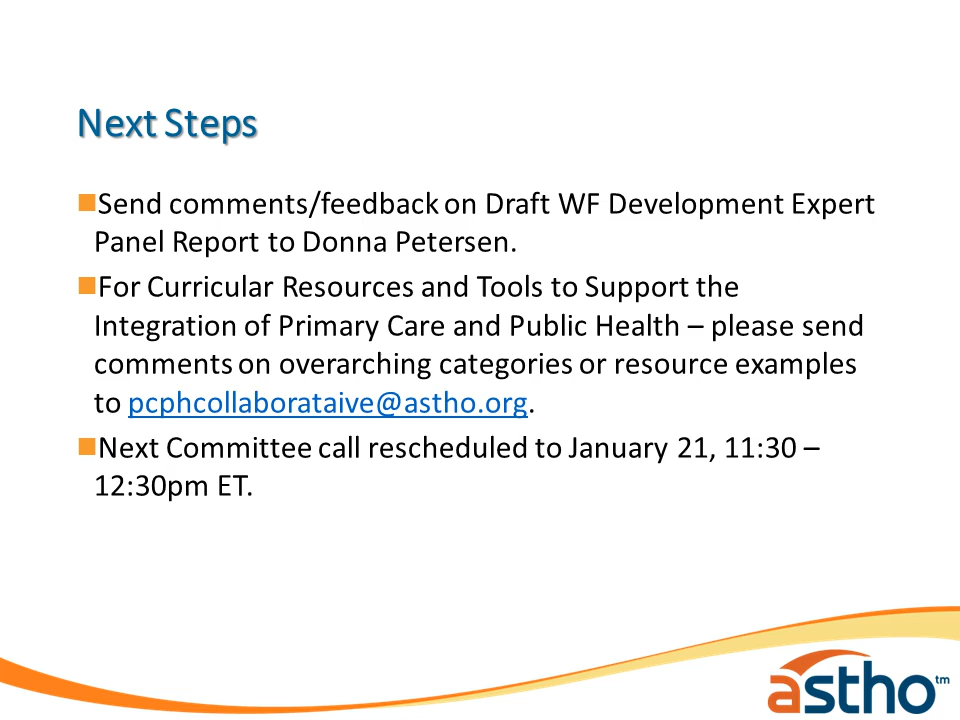 Next Steps
Send comments/feedback on Draft WF Development Expert
Panel Report to Donna Petersen.
For Curricular Resources and Tools to Support the
Integration of Primary Care and Public Health – please send
comments on overarching categories or resource examples
to pcphcollaborataive@astho.org.
Next Committee call rescheduled to January 21, 11:30 –
12:30pm ET.
astho™